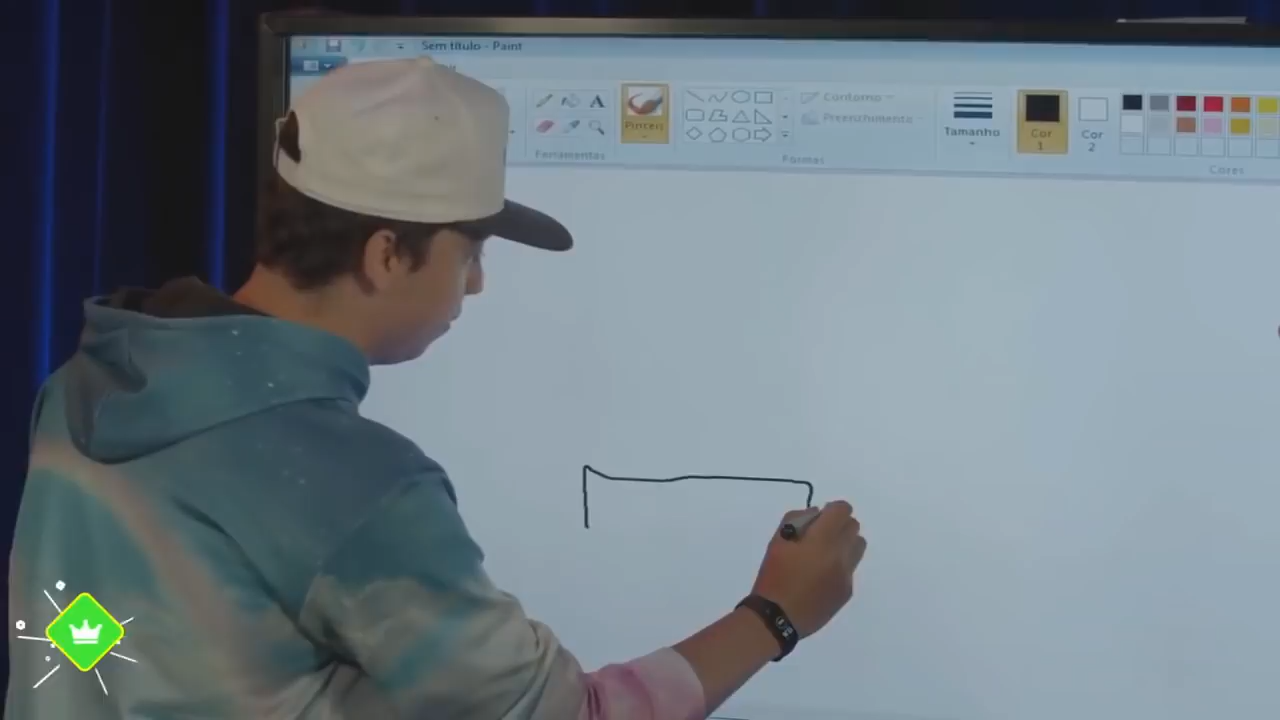 Sem título - Paint
A
Pincéis
Contorno
Preenchimento
Tamanho
Cor
1
Cor
2
Ferramentas
Formas
Cores